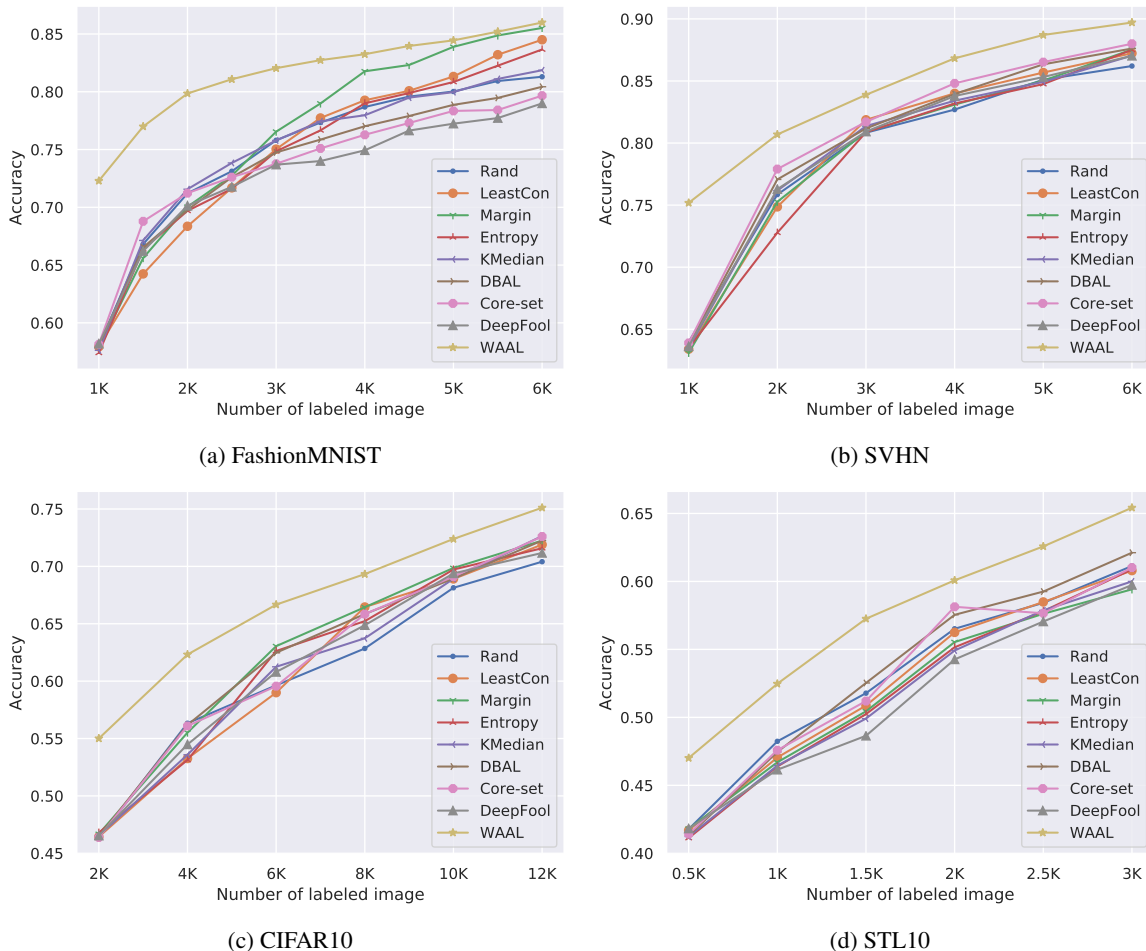 0.85
0.80
0.75
0.70
0.65
0.60
Accuracy
Rand
LeastCon
Margin
Entropy
KMedian
DBAL
Core-set
DeepFool
WAAL
1K 2K 3K 4K 5K 6K
Number of labeled image
(a) FashionMNIST
0.90
0.85
0.80
0.75
0.70
0.65
Accuracy
Rand
LeastCon
Margin
Entropy
KMedian
DBAL
Core-set
DeepFool
WAAL
1K 2K 3K 4K 5K 6K
Number of labeled image
(b) SVHN
0.75
0.70
0.65
0.60
0.55
0.50
0.45
Accuracy
Rand
LeastCon
Margin
Entropy
KMedian
DBAL
Core-set
DeepFool
WAAL
2K 4K 6K 8K 10K 12K
Number of labeled image
(c) CIFAR10
0.65
0.60
0.55
0.50
0.45
0.40
Accuracy
Rand
LeastCon
Margin
Entropy
KMedian
DBAL
Core-set
DeepFool
WAAL
0.5K 1K 1.5K 2K 2.5K 3K
Number of labeled image
(d) STL10